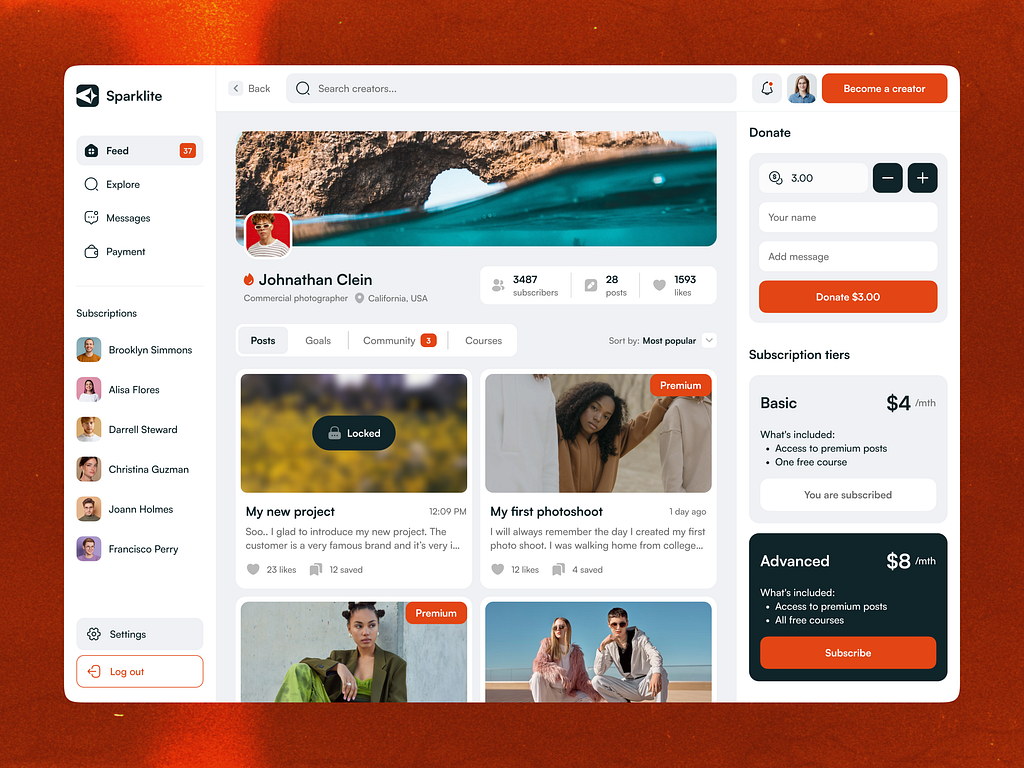 Sparklite
Feed
37
Explore
Messages
Payment
Subscriptions
Brooklyn Simmons
Alisa Flores
Darrell Steward
Christina Guzman
Joann Holmes
Francisco Perry
Settings
Log out
Back
Search creators...
Become a creator
Johnathan Clein
Commercial photographer
California, USA
3487
subscribers
28
posts
1593
likes
Posts
Goals
Community
3
Courses
Sort by: Most popular
Locked
My new project
12:09 PM
Soo.. I glad to introduce my new project. The
customer is a very famous brand and it's very i...
23 likes
12 saved
Premium
My first photoshoot
1 day ago
I will always remember the day I created my first
photo shoot. I was walking home from college...
12 likes
4 saved
Premium
Donate
3.00
Your name
Add message
Donate $3.00
Subscription tiers
Basic
$4 /mth
What's included:
• Access to premium posts
• One free course
You are subscribed
Advanced
$8 /mth
What's included:
• Access to premium posts
• All free courses
Subscribe